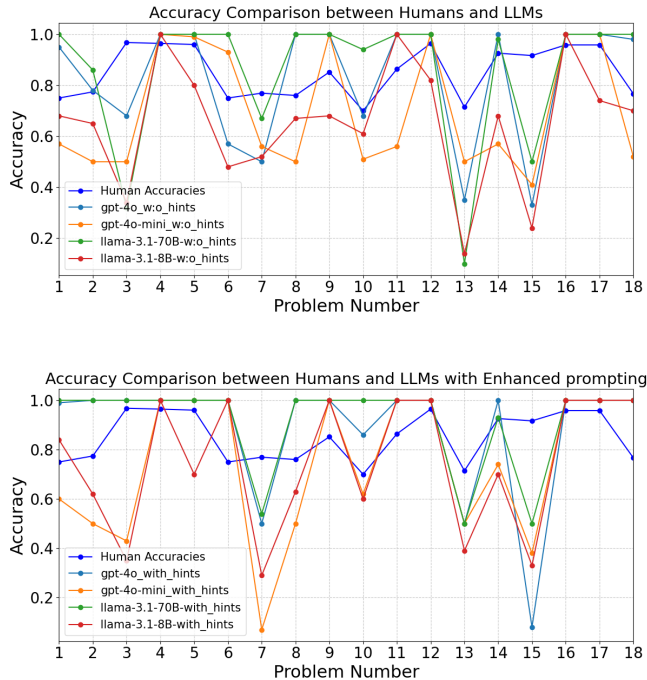 Accuracy Comparison between Humans and LLMs
Accuracy
1.0
0.8
0.6
0.4
0.2
Human Accuracies
gpt-4o_w:o_hints
gpt-4o-mini_w:o_hints
llama-3.1-70B-w:o_hints
llama-3.1-8B-w:o_hints
1 2 3 4 5 6 7 8 9 10 11 12 13 14 15 16 17 18
Problem Number
Accuracy Comparison between Humans and LLMs with Enhanced prompting
Accuracy
1.0
0.8
0.6
0.4
0.2
Human Accuracies
gpt-4o_with_hints
gpt-4o-mini_with_hints
llama-3.1-70B-with_hints
llama-3.1-8B-with_hints
1 2 3 4 5 6 7 8 9 10 11 12 13 14 15 16 17 18
Problem Number